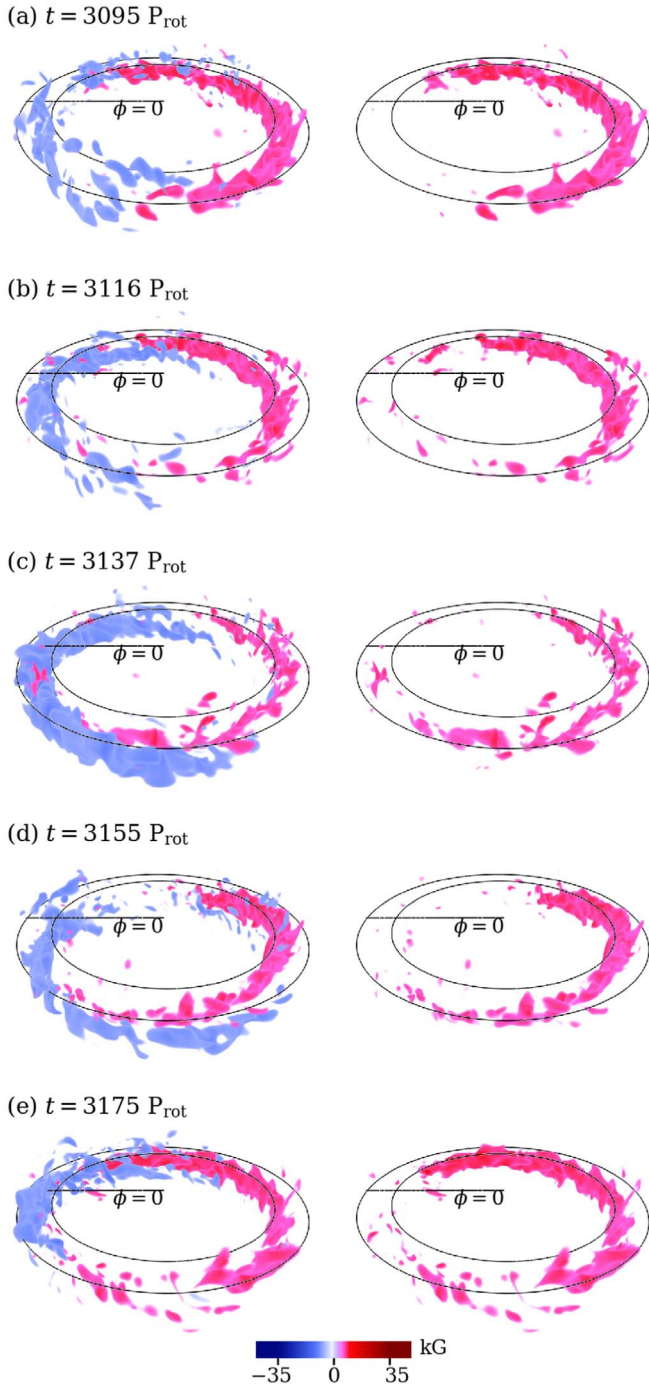 (a) t = 3095 P_rot
ϕ = 0 ϕ = 0
(b) t = 3116 P_rot
ϕ = 0 ϕ = 0
(c) t = 3137 P_rot
ϕ = 0 ϕ = 0
(d) t = 3155 P_rot
ϕ = 0 ϕ = 0
(e) t = 3175 P_rot
ϕ = 0 ϕ = 0
kG
−35 0 35